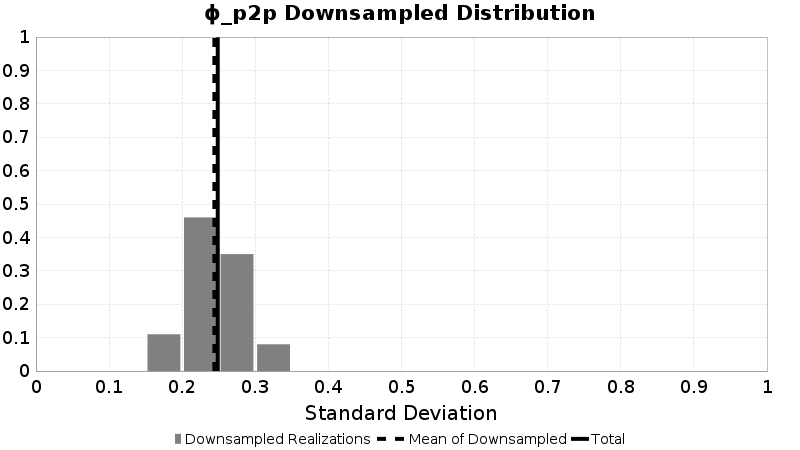 ϕ_p2p Downsampled Distribution
1
0.9
0.8
0.7
0.6
0.5
0.4
0.3
0.2
0.1
0
0 0.1 0.2 0.3 0.4 0.5 0.6 0.7 0.8 0.9 1
Standard Deviation
Downsampled Realizations Mean of Downsampled Total